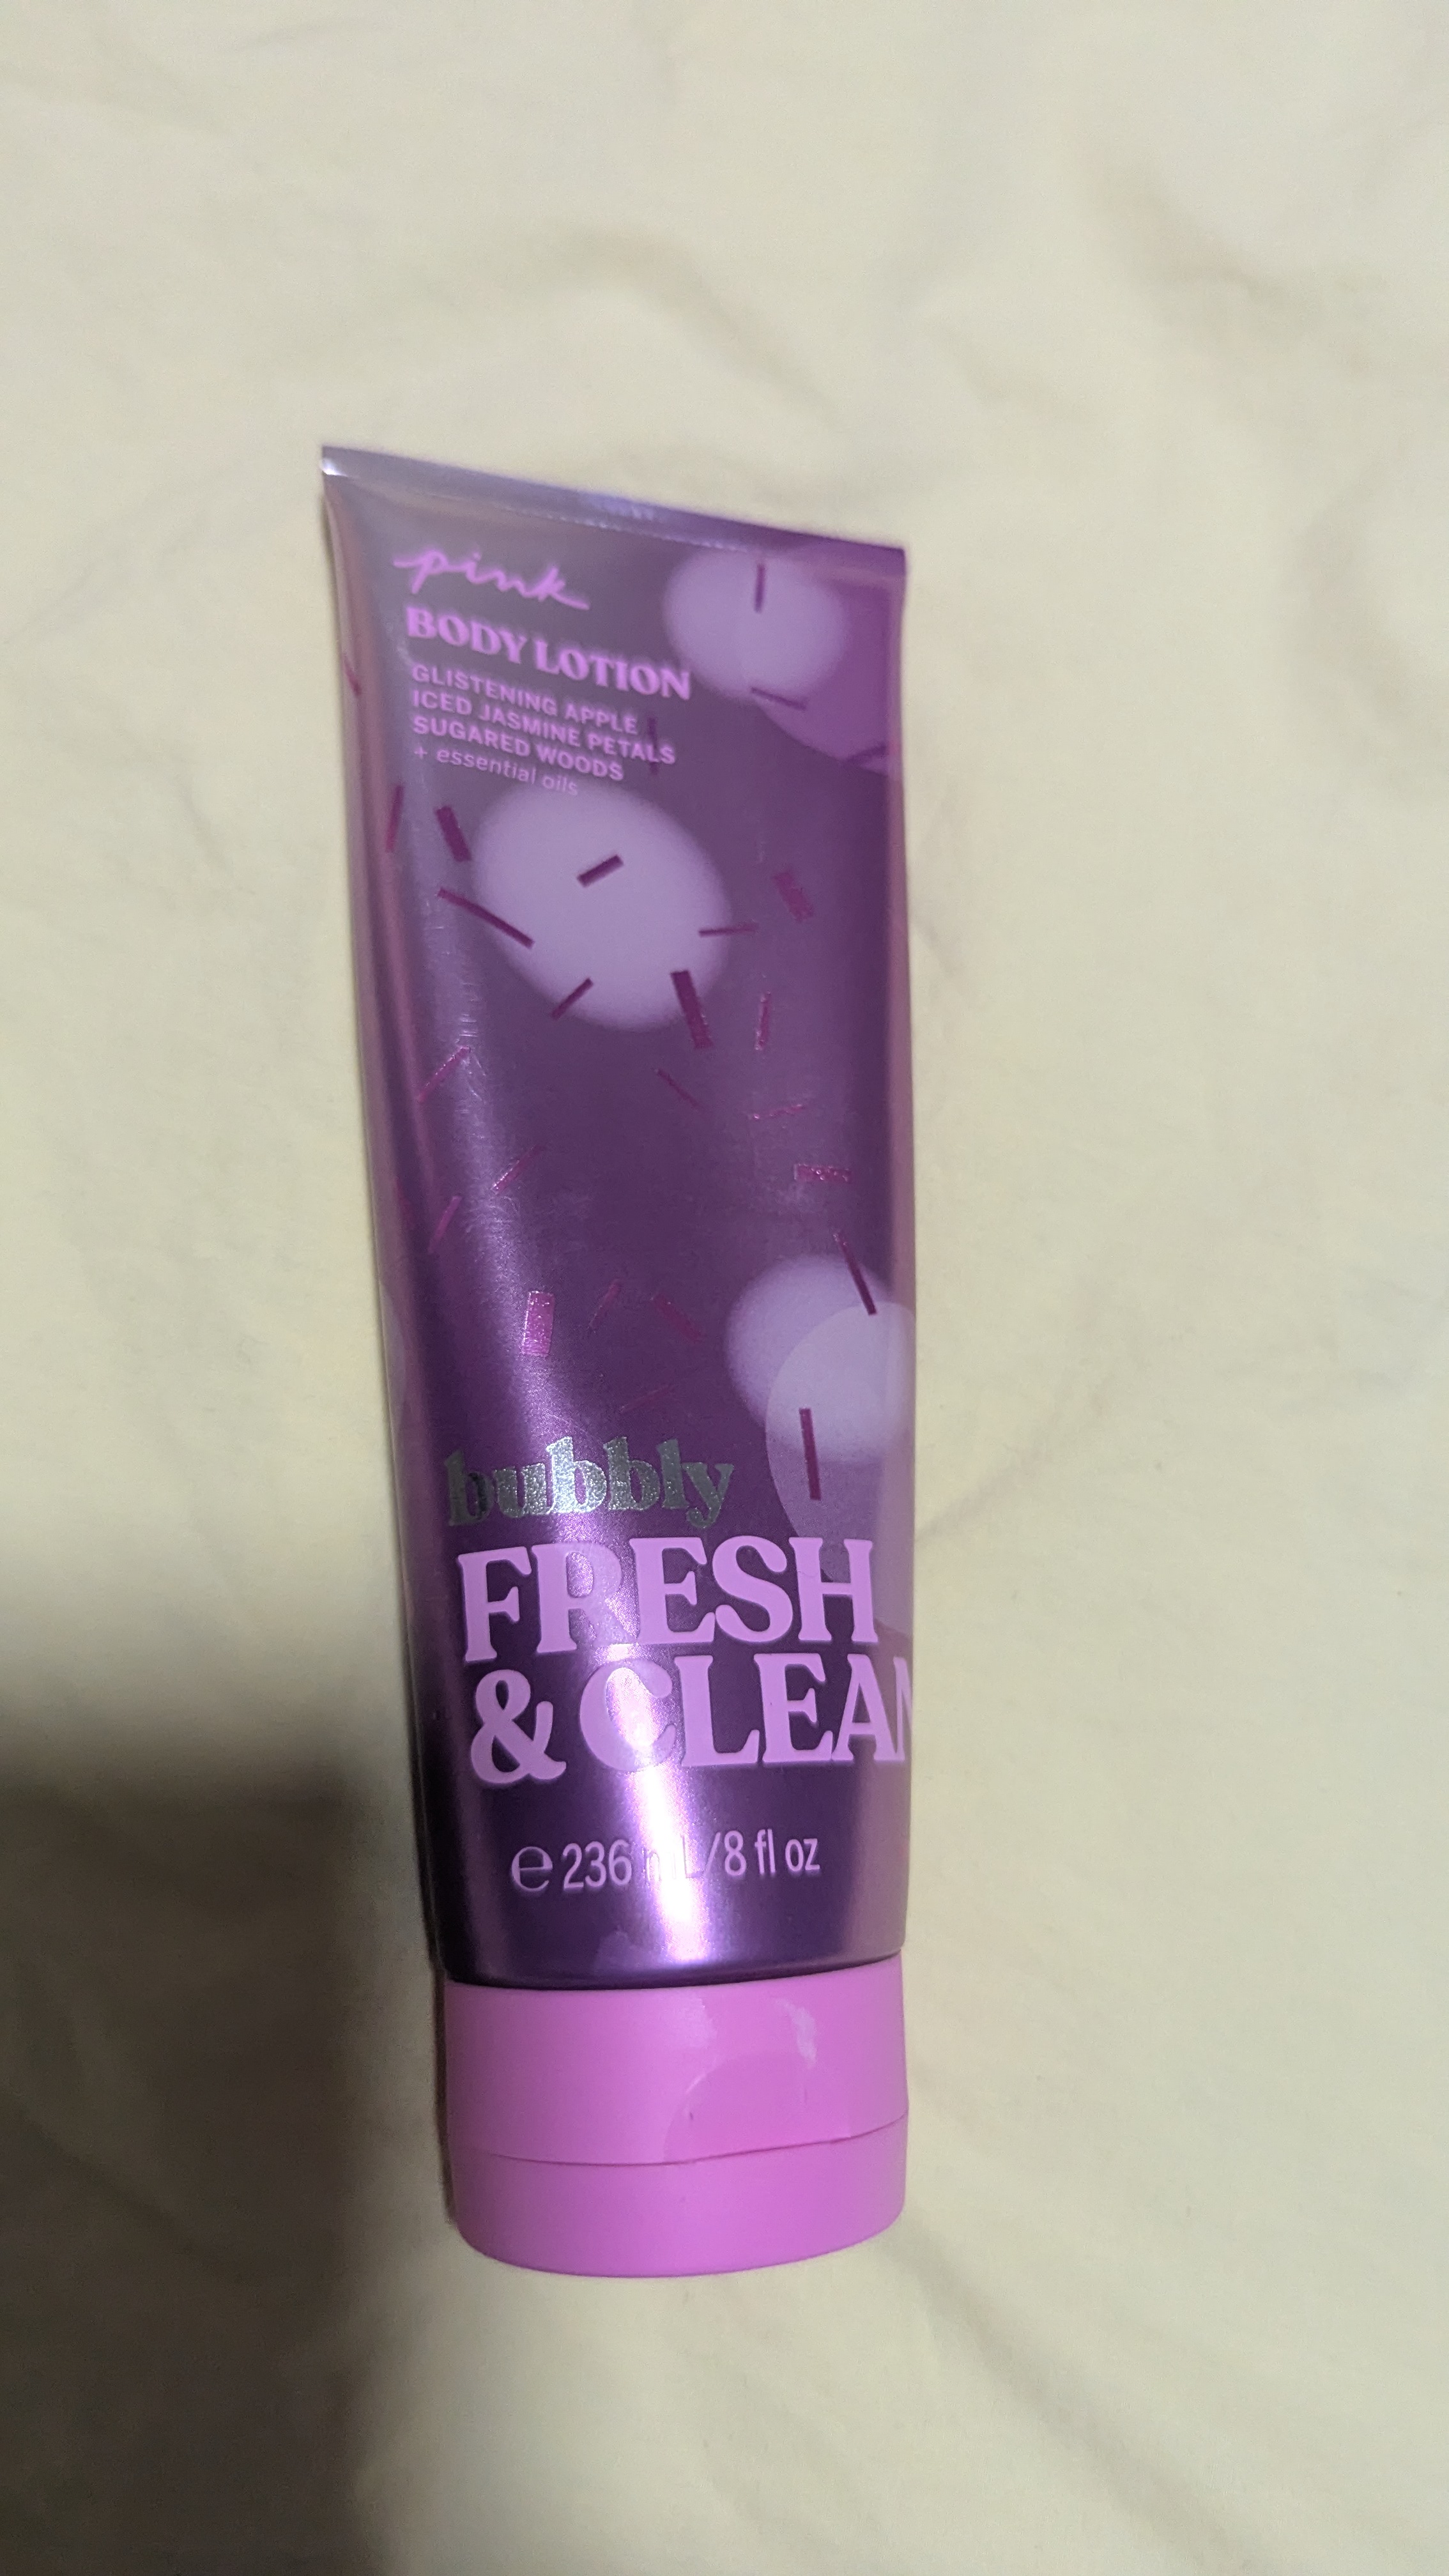 pink
BODY LOTION
GLISTENING APPLE
ICED JASMINE PETALS
SUGARED WOODS
+ essential oils
bubbly
FRESH
& CLEAN
℮ 236 mL/8 fl oz